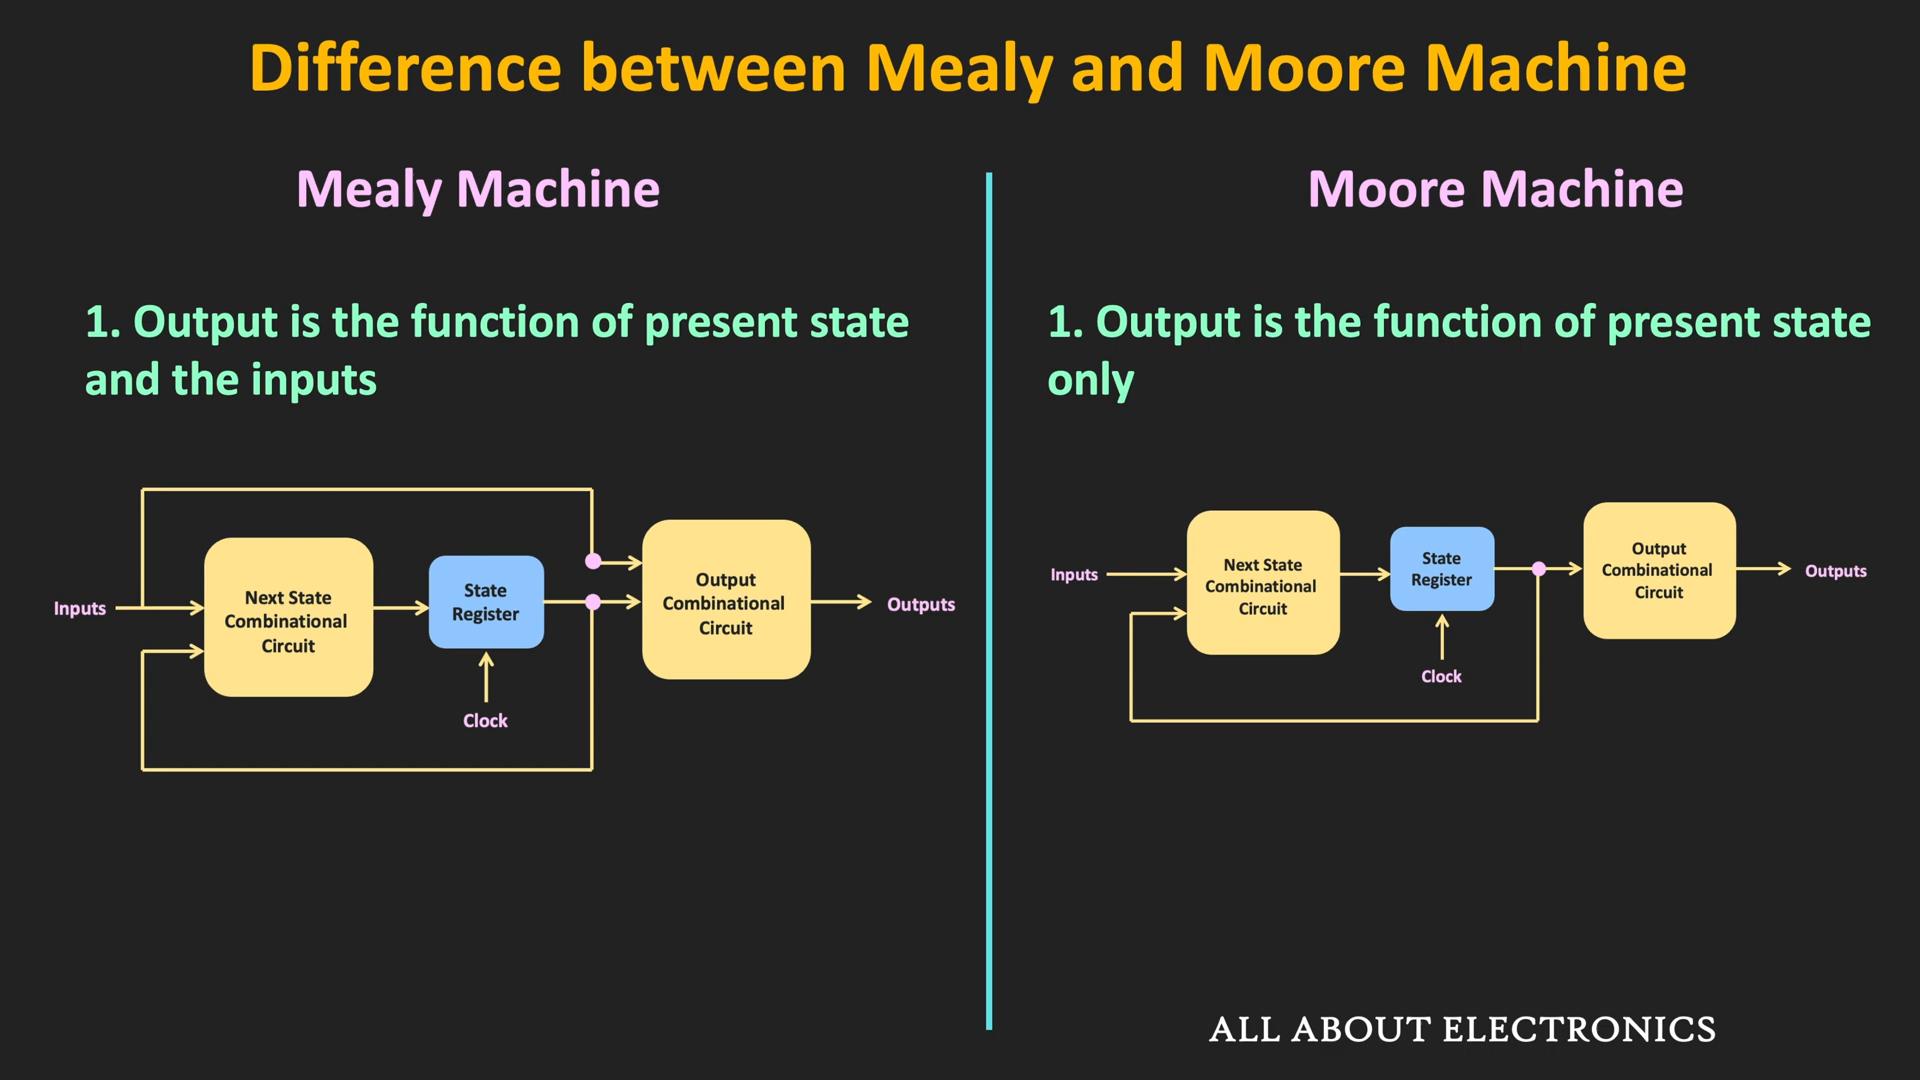 Difference between Mealy and Moore Machine
Mealy Machine
1. Output is the function of present state
and the inputs
Inputs
Next State
Combinational
Circuit
State
Register
Clock
Output
Combinational
Circuit
Outputs
Moore Machine
1. Output is the function of present state
only
Inputs
Next State
Combinational
Circuit
State
Register
Clock
Output
Combinational
Circuit
Outputs
ALL ABOUT ELECTRONICS